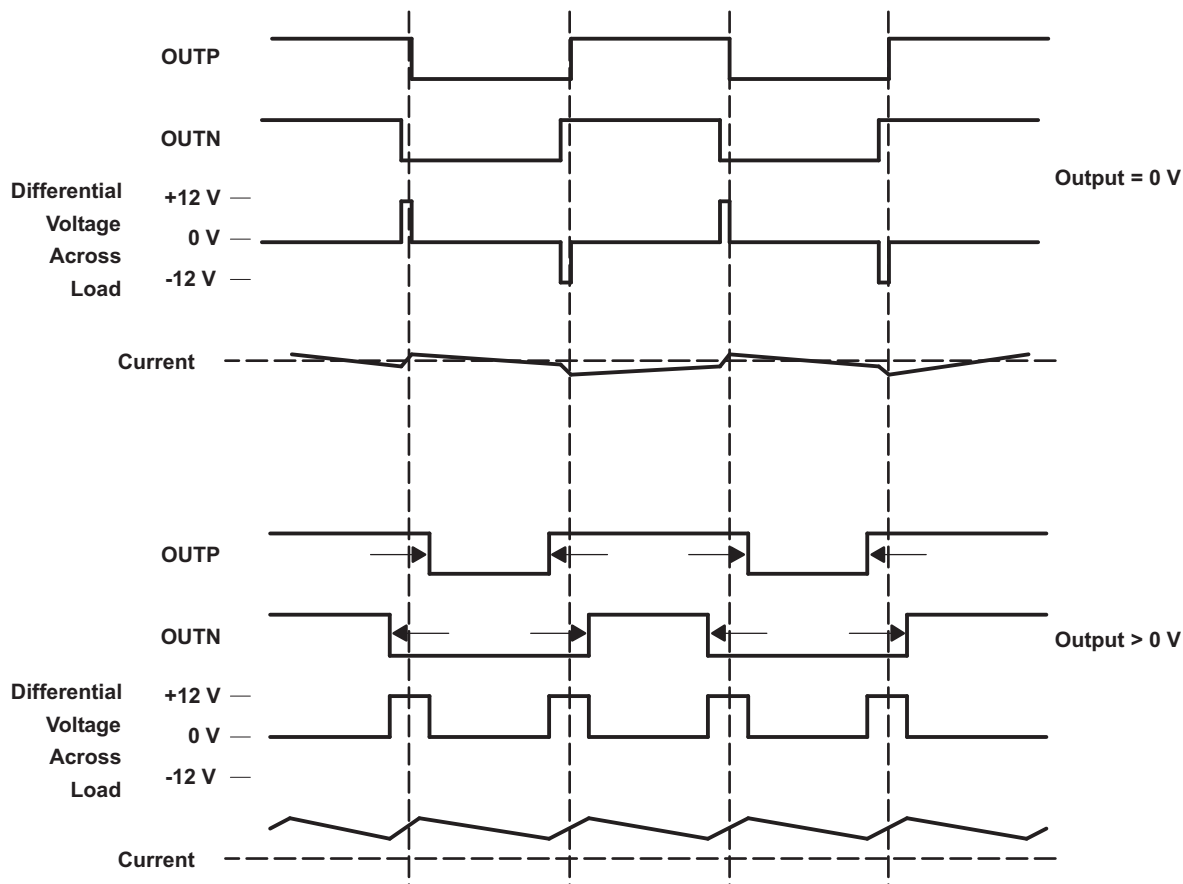 OUTP
OUTN
Output = 0 V
Differential
Voltage
Across
Load
+12 V
0 V
-12 V
Current
OUTP
OUTN
Output > 0 V
Differential
Voltage
Across
Load
+12 V
0 V
-12 V
Current